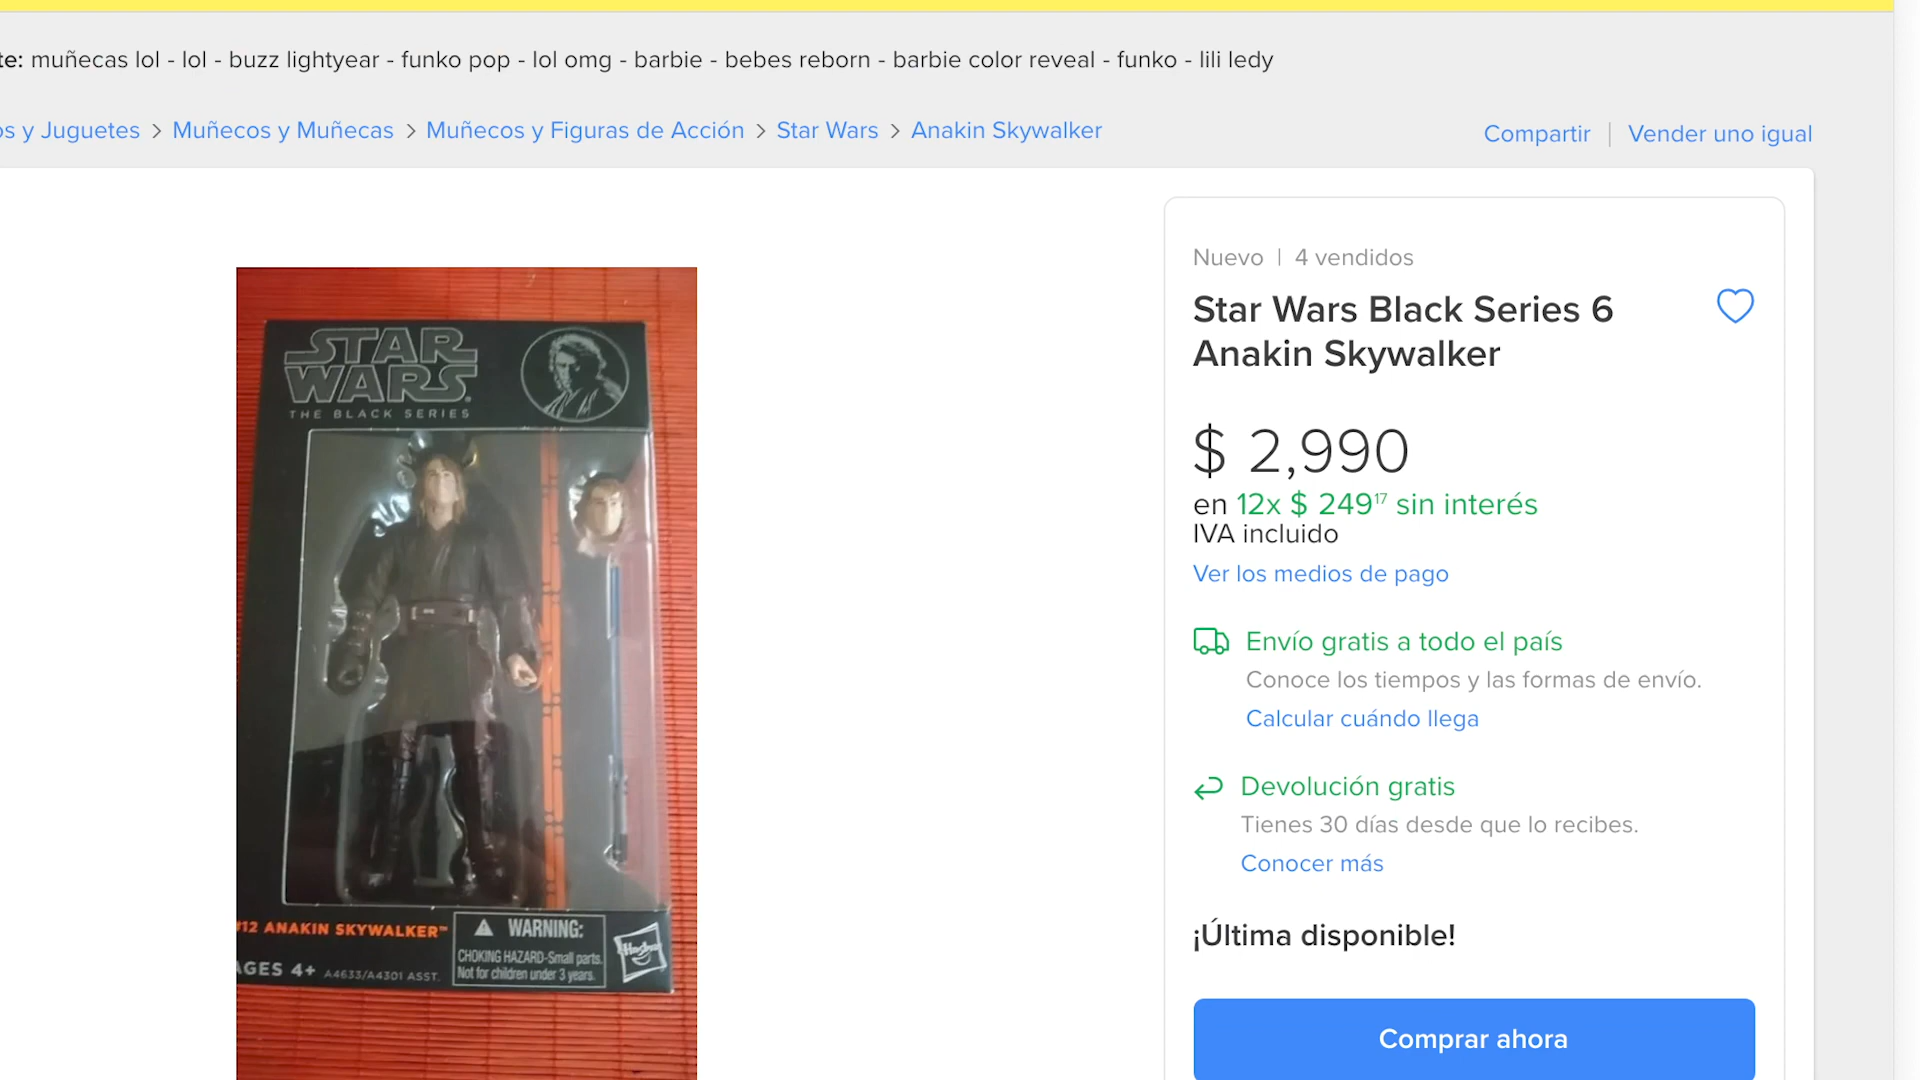 muñecas lol - lol - buzz lightyear - funko pop - lol omg - barbie - bebes reborn - barbie color reveal - funko - lili ledy
y Juguetes > Muñecos y Muñecas > Muñecos y Figuras de Acción > Star Wars > Anakin Skywalker
Compartir | Vender uno igual
STAR
WARS
THE BLACK SERIES
#12 ANAKIN SKYWALKER™
AGES 4+ A4633/A4301 ASST.
WARNING:
CHOKING HAZARD-Small parts.
Not for children under 3 years.
Hasbro
Nuevo | 4 vendidos
Star Wars Black Series 6
Anakin Skywalker
$ 2,990
en 12x $ 249 17 sin interés
IVA incluido
Ver los medios de pago
Envío gratis a todo el país
Conoce los tiempos y las formas de envío.
Calcular cuándo llega
Devolución gratis
Tienes 30 días desde que lo recibes.
Conocer más
¡Última disponible!
Comprar ahora